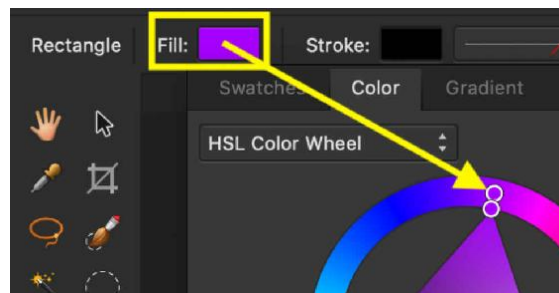 Rectangle Fill: Stroke:
Swatches Color Gradient
HSL Color Wheel